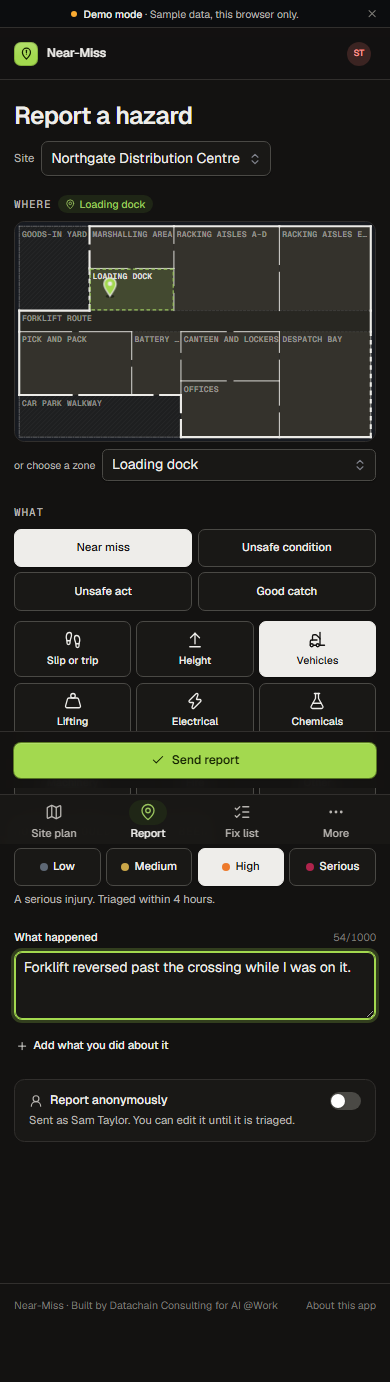 Demo mode · Sample data, this browser only.
Near-Miss
ST
Report a hazard
Site
Northgate Distribution Centre
WHERE
Loading dock
GOODS-IN YARD
MARSHALLING AREA
RACKING AISLES A-D
RACKING AISLES E…
LOADING DOCK
FORKLIFT ROUTE
PICK AND PACK
BATTERY …
CANTEEN AND LOCKERS
DESPATCH BAY
OFFICES
CAR PARK WALKWAY
or choose a zone
Loading dock
WHAT
Near miss
Unsafe condition
Unsafe act
Good catch
Slip or trip
Height
Vehicles
Lifting
Electrical
Chemicals
Send report
Site plan
Report
Fix list
More
Low
Medium
High
Serious
A serious injury. Triaged within 4 hours.
What happened
54/1000
Forklift reversed past the crossing while I was on it.
Add what you did about it
Report anonymously
Sent as Sam Taylor. You can edit it until it is triaged.
Near-Miss · Built by Datachain Consulting for AI @Work
About this app